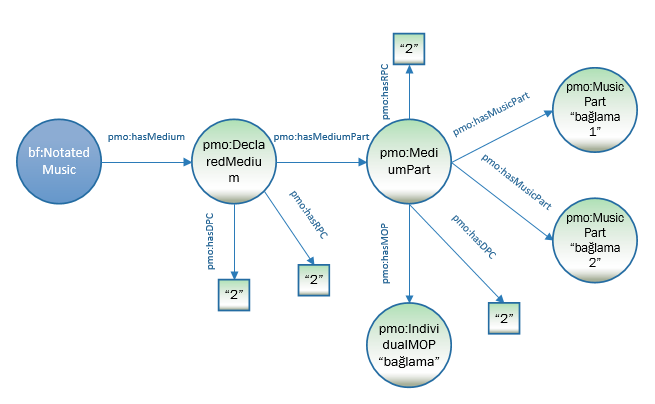 "2"
pmo:hasRPC
pmo:Music
Part
"bağlama
1"
pmo:hasMusicPart
pmo:hasMedium
pmo:hasMediumPart
bf:Notated
Music
pmo:Declar
redMediu
m
pmo:Medi
umPart
pmo:hasMusicPart
pmo:Music
Part
"bağlama
2"
pmo:hasDPC
pmo:hasRPC
pmo:hasMOP
pmo:hasDPC
"2"
"2"
"2"
pmo:Indivi
dualMOP
"bağlama"